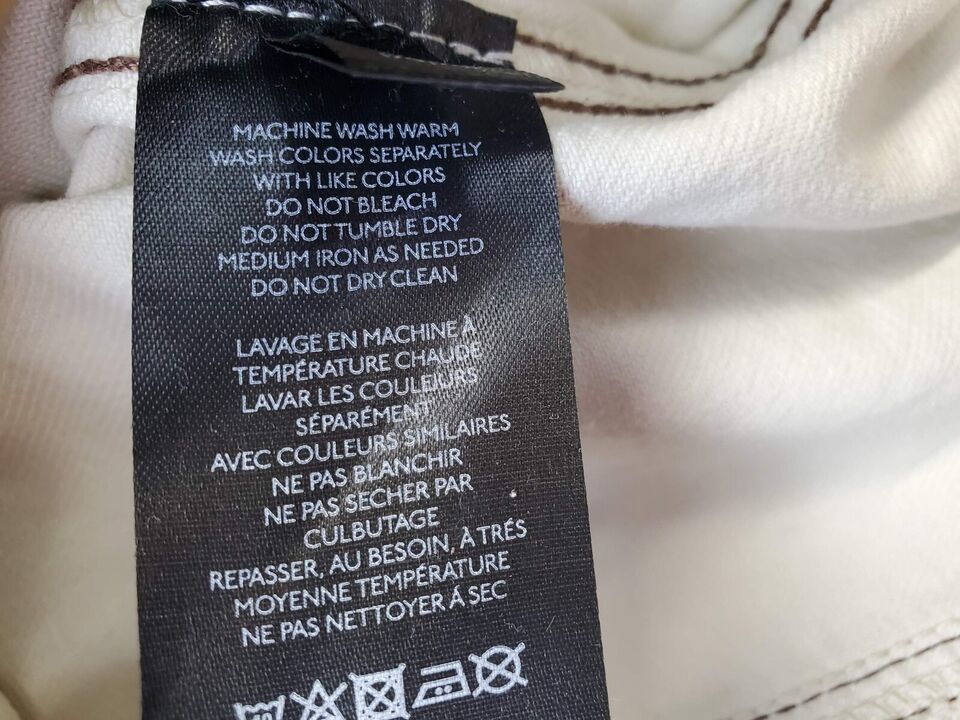 MACHINE WASH WARM
WASH COLORS SEPARATELY
WITH LIKE COLORS
DO NOT BLEACH
DO NOT TUMBLE DRY
MEDIUM IRON AS NEEDED
DO NOT DRY CLEAN
LAVAGE EN MACHINE À
TEMPÉRATURE CHAUDE
LAVAR LES COULEURS
SÉPARÉMENT
AVEC COULEURS SIMILAIRES
NE PAS BLANCHIR
NE PAS SECHER PAR
CULBUTAGE
REPASSER, AU BESOIN, À TRÉS
MOYENNE TEMPÉRATURE
NE PAS NETTOYER Á SEC